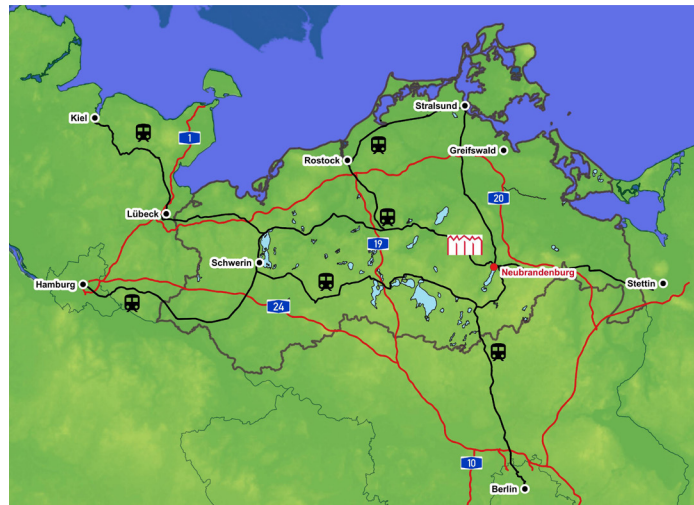 Stralsund
Kiel
1
Greifswald
Rostock
20
Lübeck
19
Schwerin
Neubrandenburg
Hamburg
Stettin
24
10
Berlin